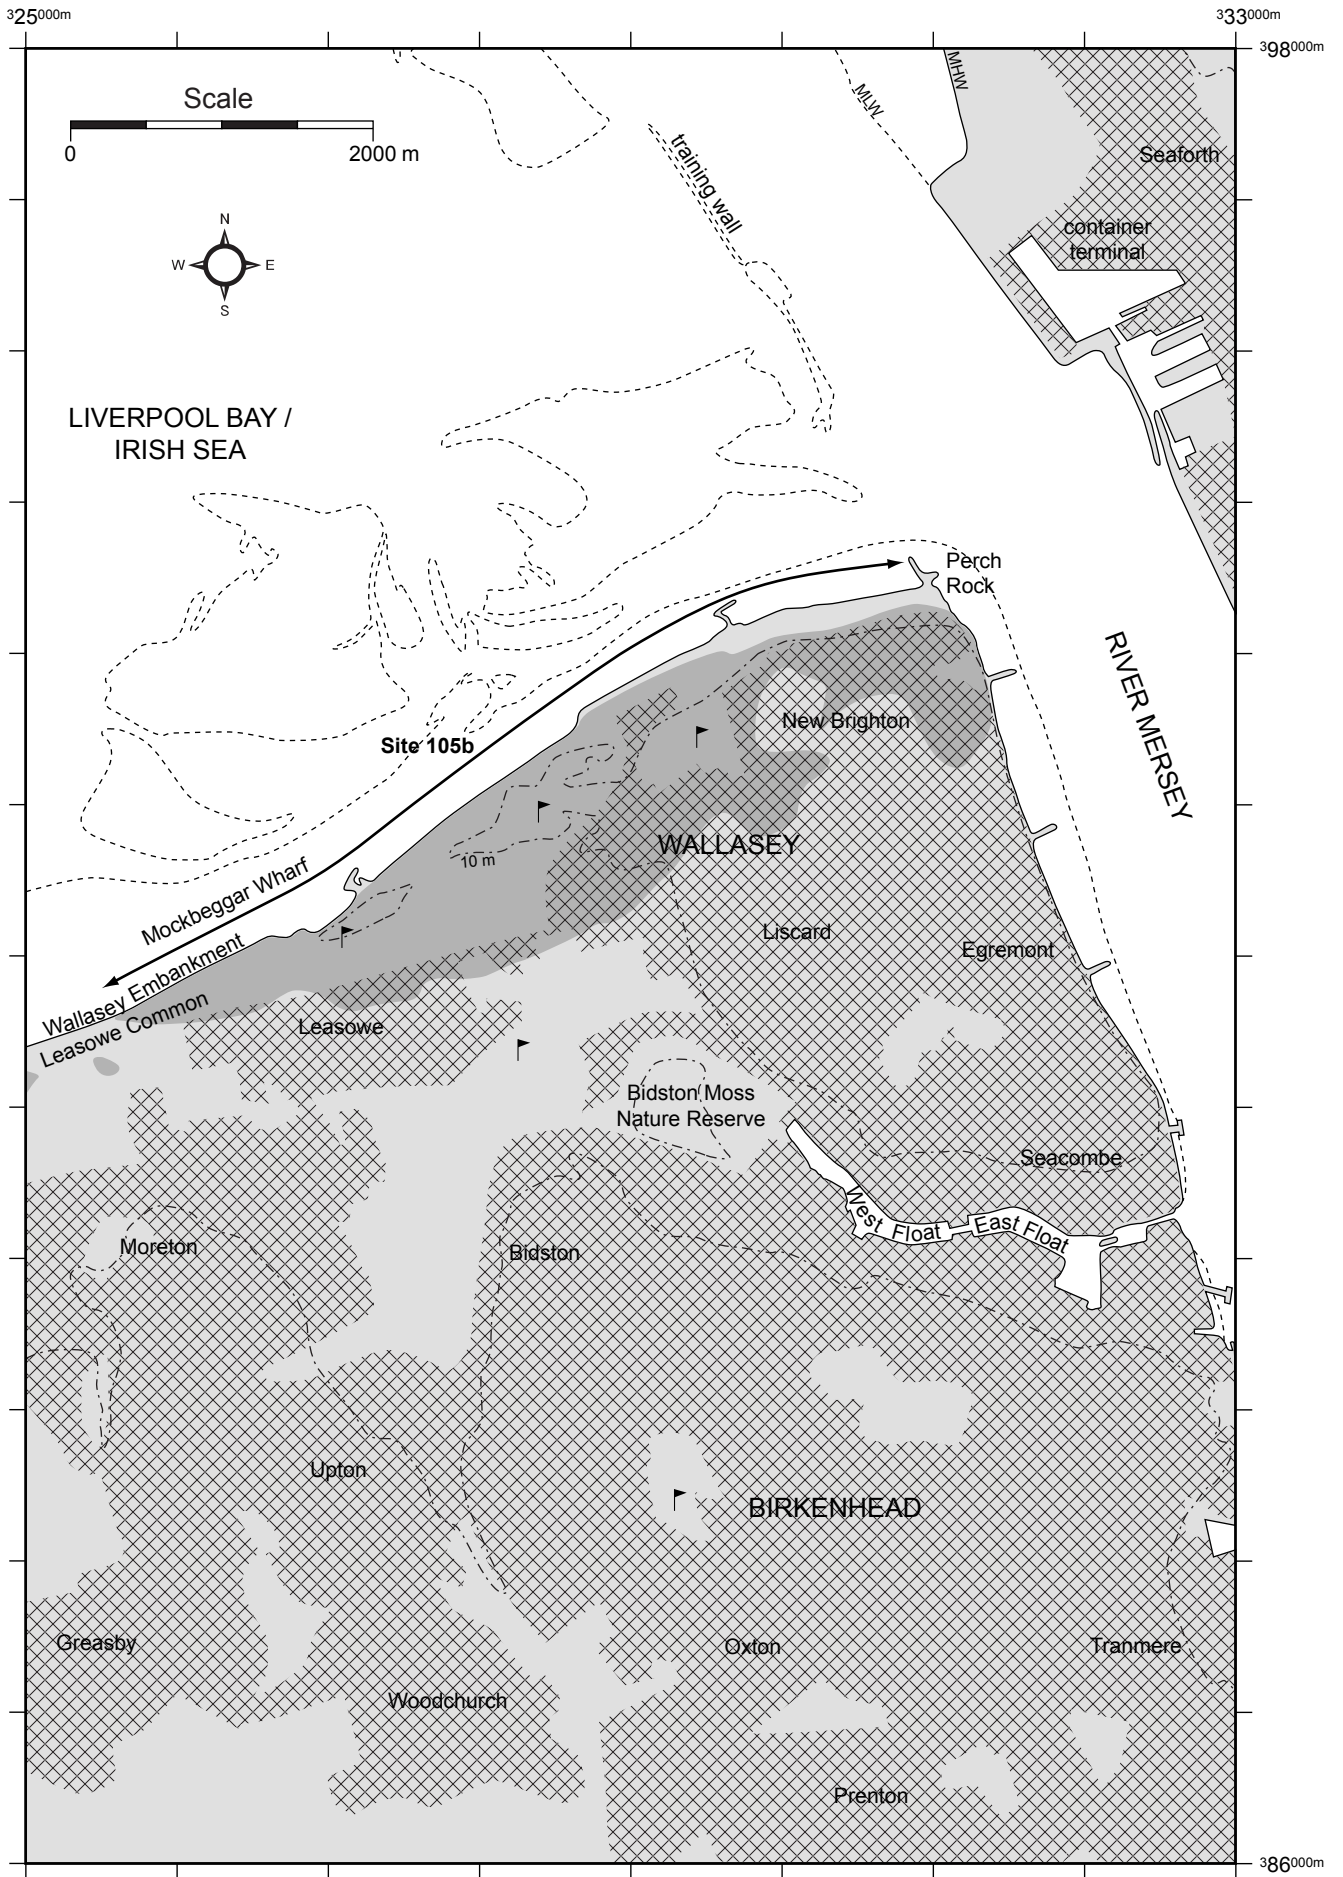 325000m
333000m
398000m
Scale
0
2000 m
N
W
E
S
MHW
MLW
Seaforth
training wall
container
terminal
LIVERPOOL BAY /
IRISH SEA
Perch
Rock
RIVER MERSEY
New Brighton
Site 105b
WALLASEY
10 m
Mockbeggar Wharf
Liscard
Egremont
Wallasey Embankment
Leasowe Common
Leasowe
Bidston Moss
Nature Reserve
Seacombe
West Float
East Float
Moreton
Bidston
Upton
BIRKENHEAD
Greasby
Oxton
Tranmere
Woodchurch
Prenton
386000m